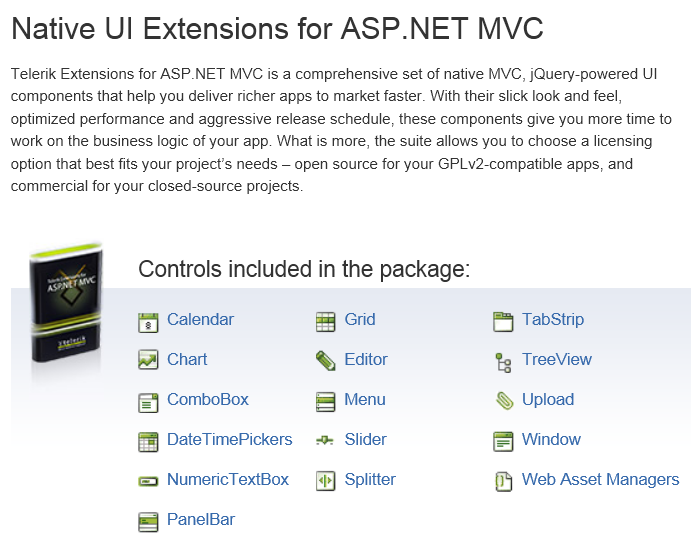 Native UI Extensions for ASP.NET MVC
Telerik Extensions for ASP.NET MVC is a comprehensive set of native MVC, jQuery-powered UI
components that help you deliver richer apps to market faster. With their slick look and feel,
optimized performance and aggressive release schedule, these components give you more time to
work on the business logic of your app. What is more, the suite allows you to choose a licensing
option that best fits your project’s needs – open source for your GPLv2-compatible apps, and
commercial for your closed-source projects.
Telerik Extensions for
ASP.NET MVC
telerik
Controls included in the package:
Calendar
Chart
ComboBox
DateTimePickers
NumericTextBox
PanelBar
Grid
Editor
Menu
Slider
Splitter
TabStrip
TreeView
Upload
Window
Web Asset Managers